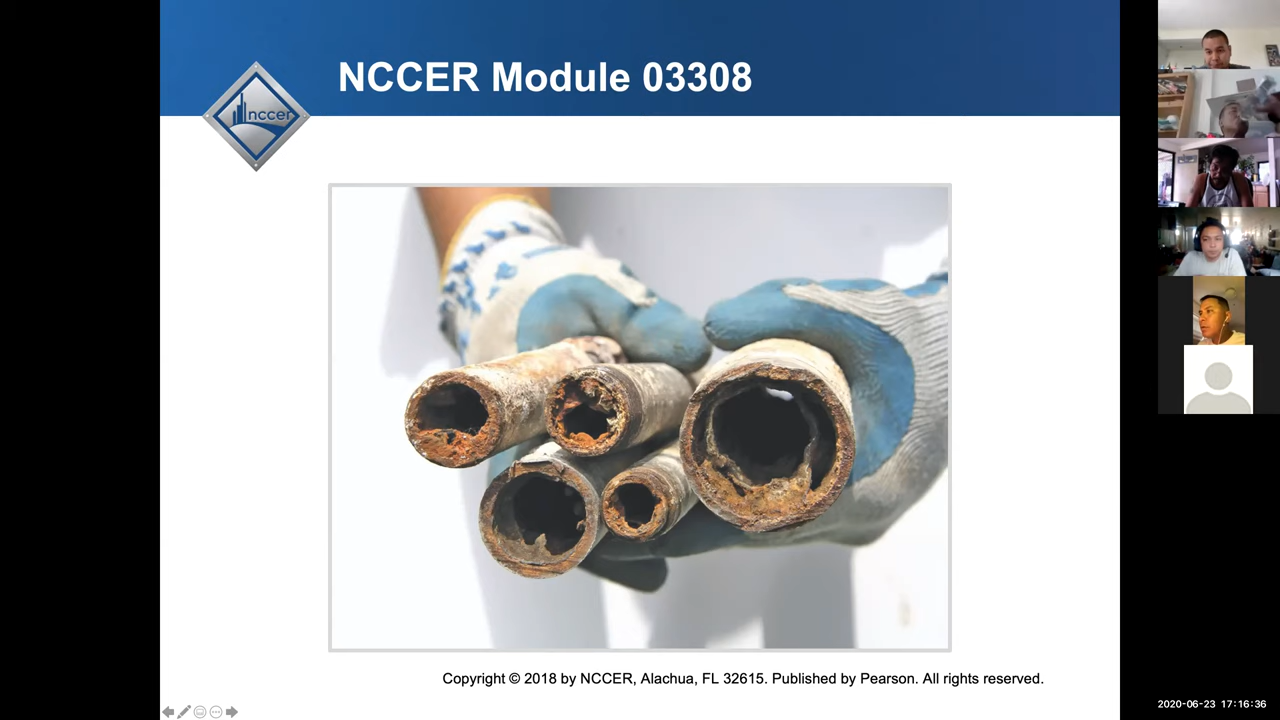 NCCER Module 03308
nccer
Copyright © 2018 by NCCER, Alachua, FL 32615. Published by Pearson. All rights reserved.
2020-06-23 17:16:36